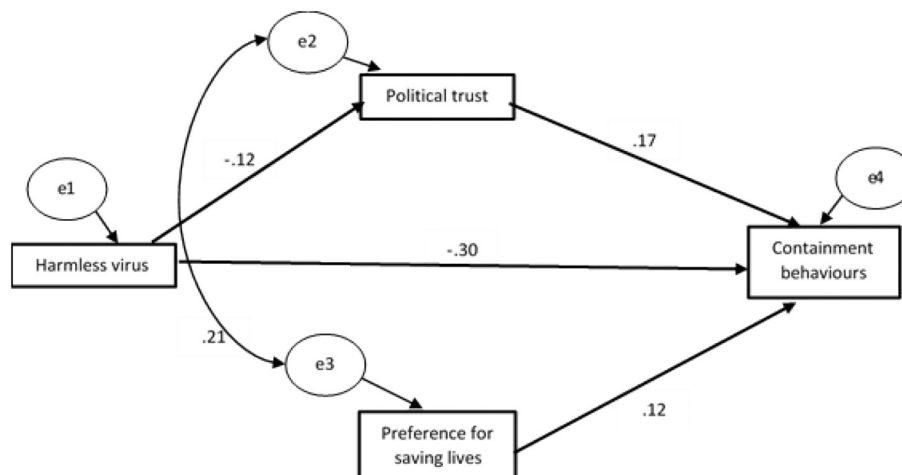 e2
Political trust
.17
-.12
e1
e4
Harmless virus
-.30
Containment
behaviours
.21
e3
.12
Preference for
saving lives